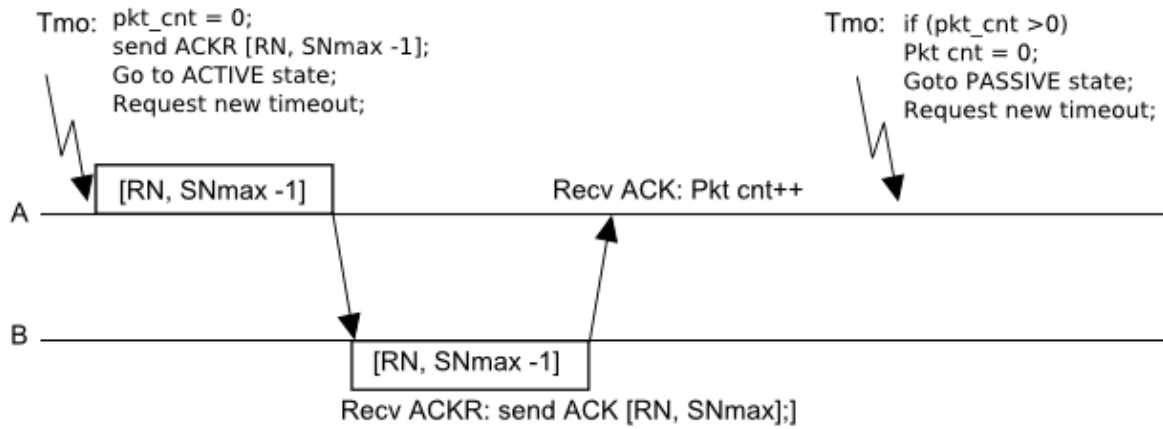 Tmo: pkt_cnt = 0;
send ACKR [RN, SNmax -1];
Go to ACTIVE state;
Request new timeout;
Tmo: if (pkt_cnt >0)
Pkt cnt = 0;
Goto PASSIVE state;
Request new timeout;
[RN, SNmax -1]
Recv ACK: Pkt cnt++
A
B
[RN, SNmax -1]
Recv ACKR: send ACK [RN, SNmax];]